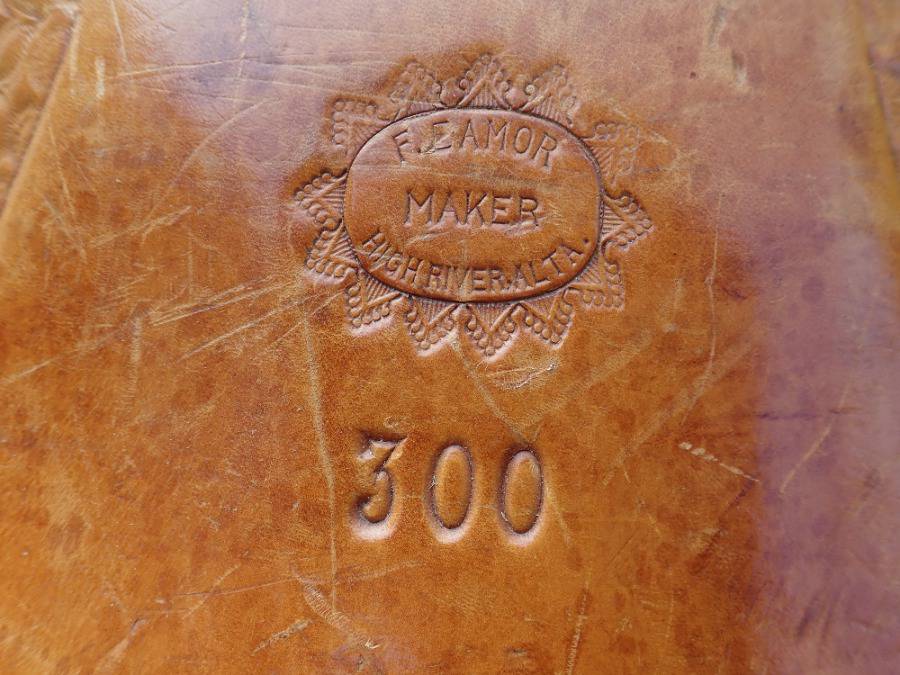 F. EAMOR
MAKER
HIGH RIVER. ALTA.
300